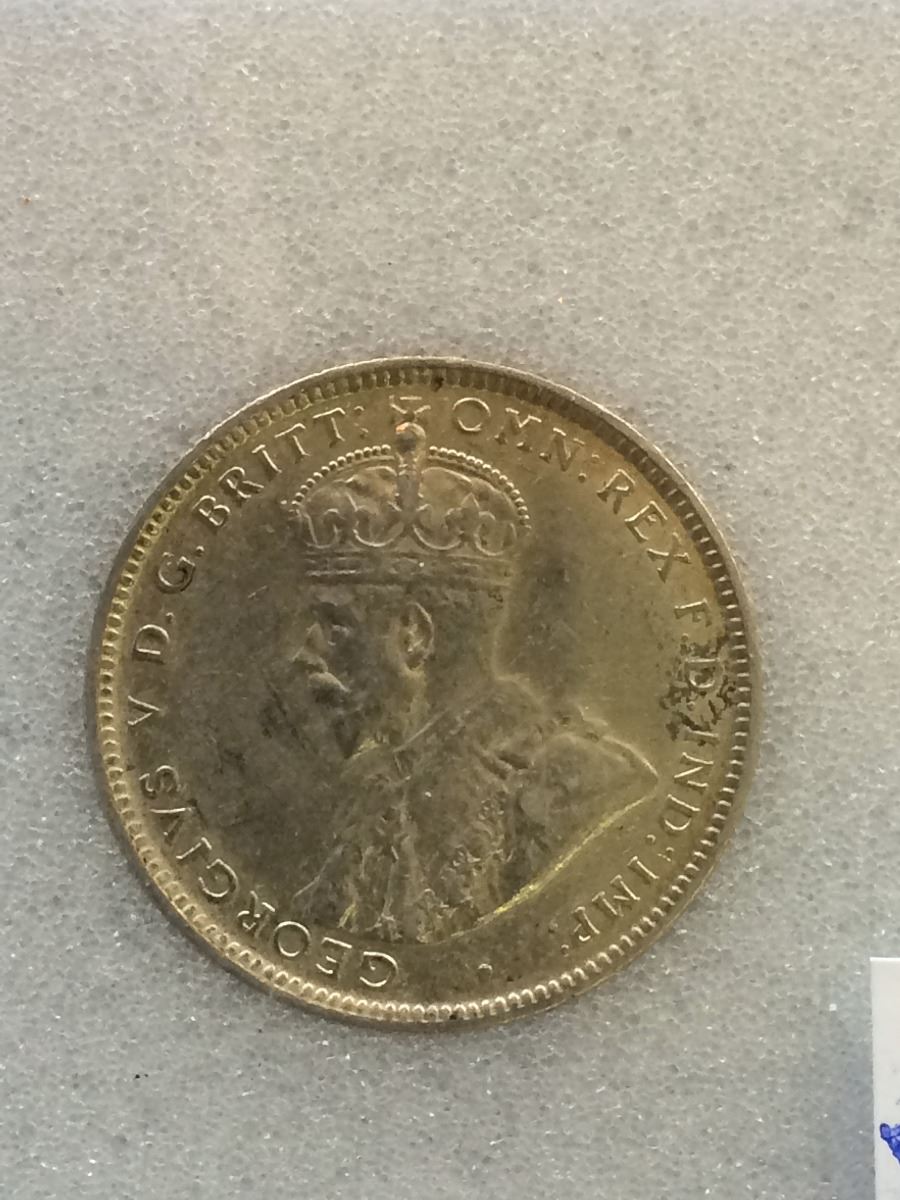 GEORGIVS V D.G. BRITT: OMN: REX F.D. IND: IMP: